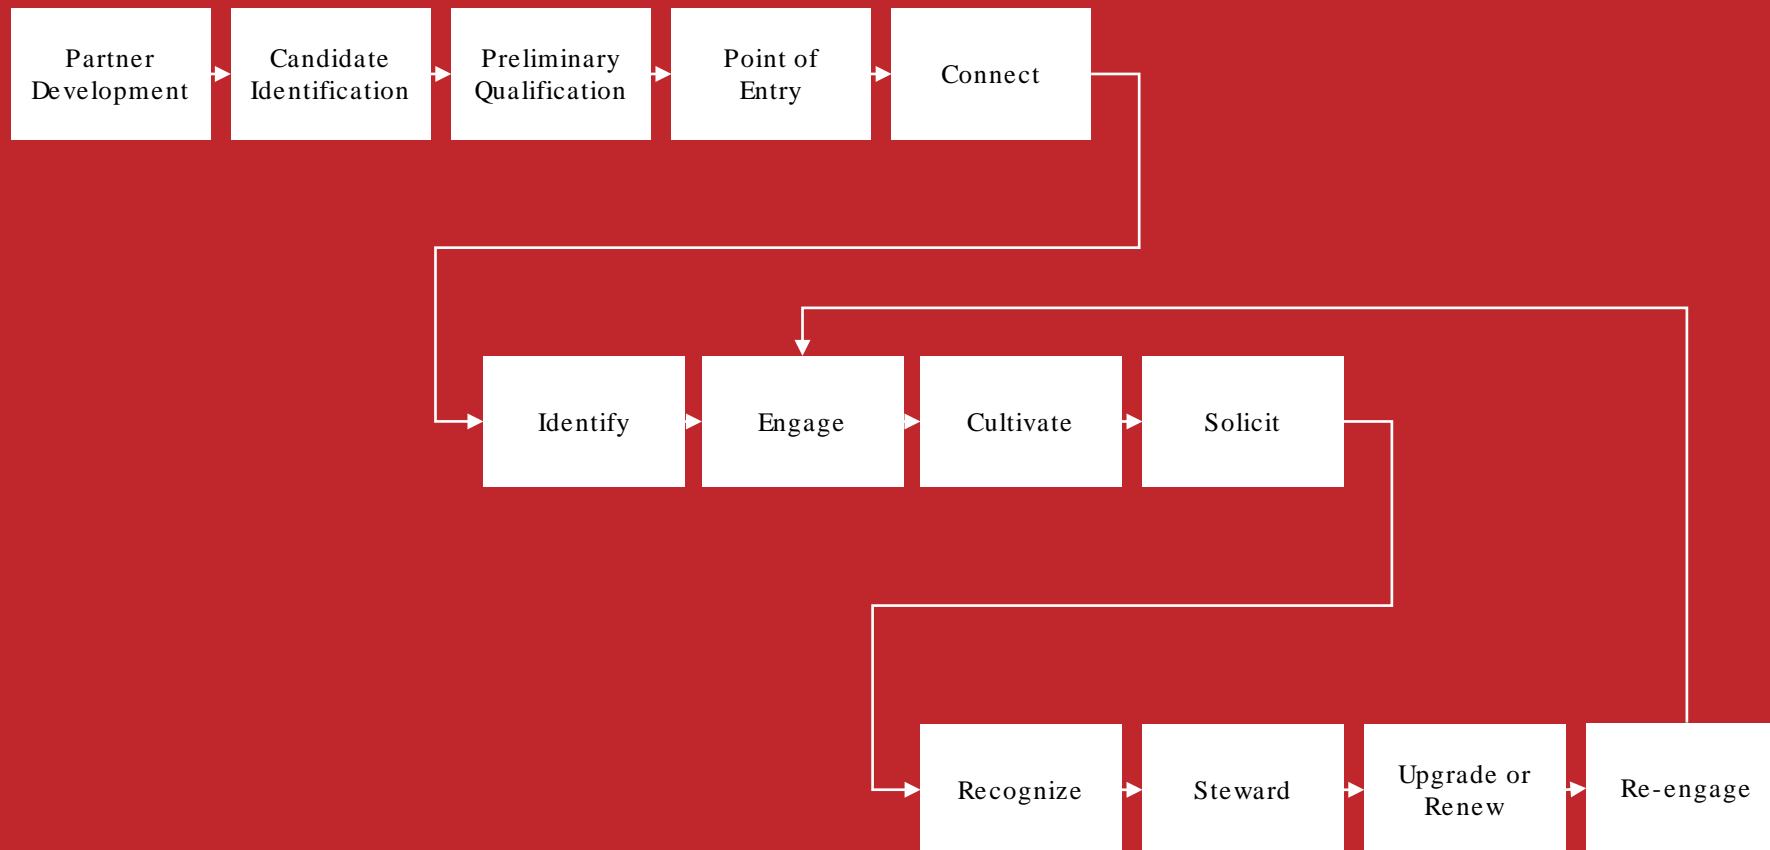 Partner
Development
Candidate
Identification
Preliminary
Qualification
Point of
Entry
Connect
Identify
Engage
Cultivate
Solicit
Recognize
Steward
Upgrade or
Renew
Re-engage